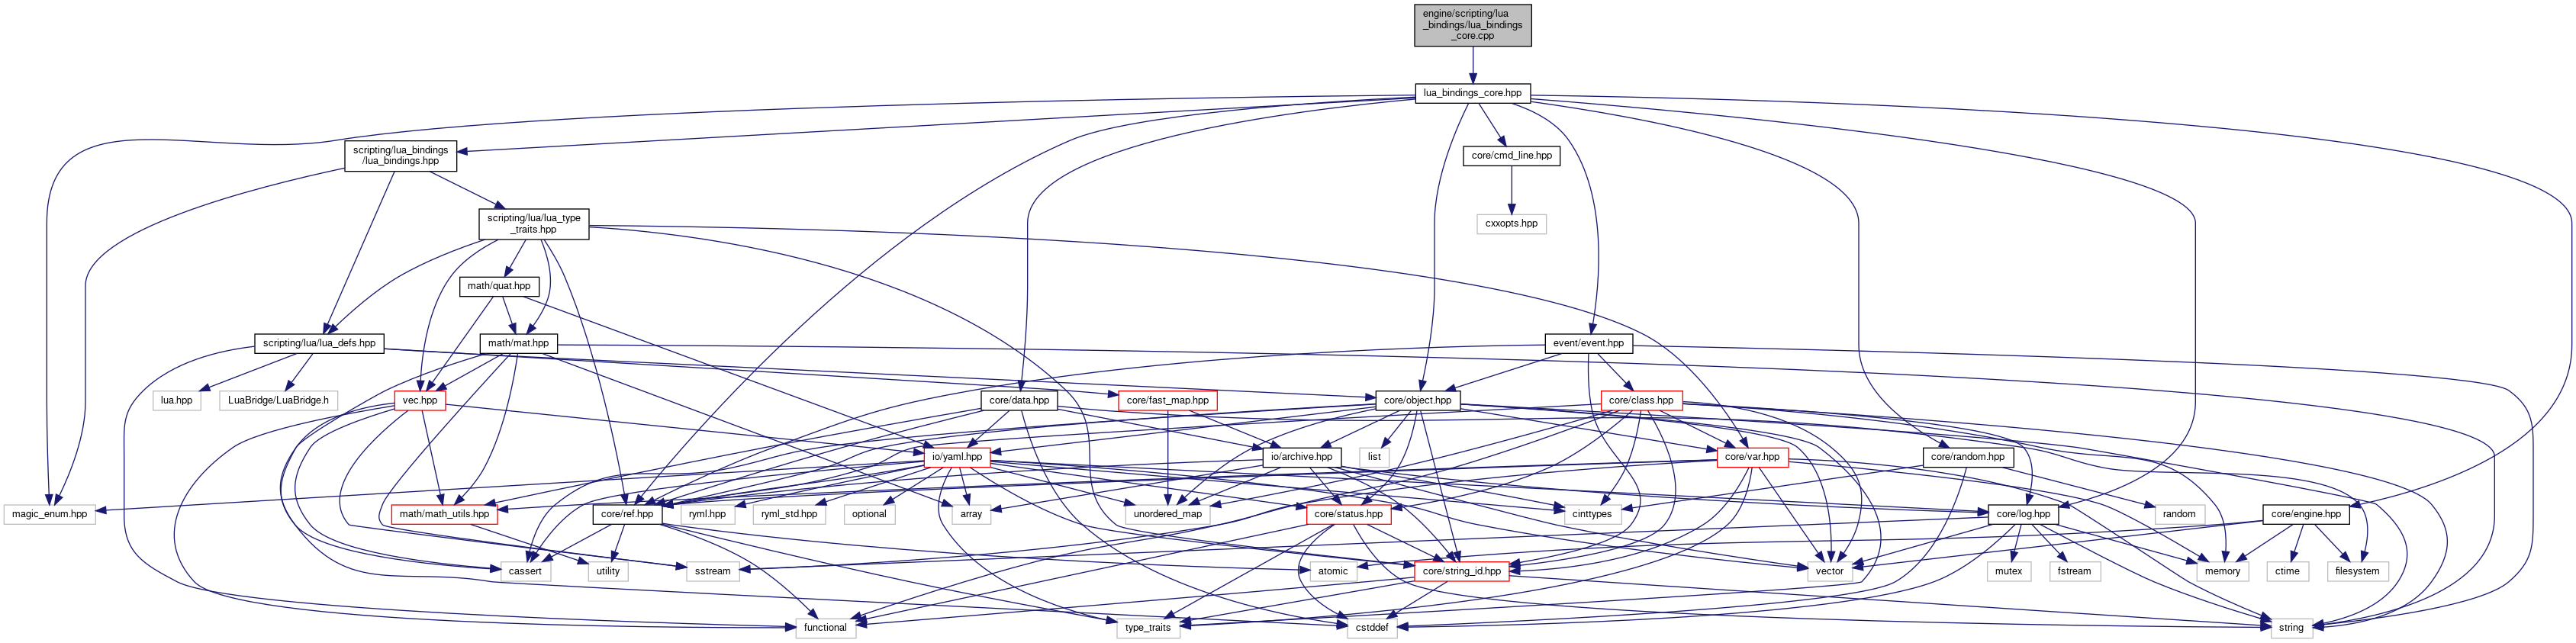 engine/scripting/lua
_bindings/lua_bindings
_core.cpp
lua_bindings_core.hpp
scripting/lua_bindings
/lua_bindings.hpp
core/cmd_line.hpp
scripting/lua/lua_type
_traits.hpp
cxxopts.hpp
math/quat.hpp
scripting/lua/lua_defs.hpp
math/mat.hpp
event/event.hpp
lua.hpp
LuaBridge/LuaBridge.h
vec.hpp
core/data.hpp
core/fast_map.hpp
core/object.hpp
core/class.hpp
io/yaml.hpp
io/archive.hpp
list
core/var.hpp
core/random.hpp
magic_enum.hpp
math/math_utils.hpp
core/ref.hpp
ryml.hpp
ryml_std.hpp
optional
array
unordered_map
core/status.hpp
cinttypes
core/log.hpp
random
core/engine.hpp
cassert
utility
sstream
atomic
core/string_id.hpp
vector
mutex
fstream
memory
ctime
filesystem
functional
type_traits
cstddef
string